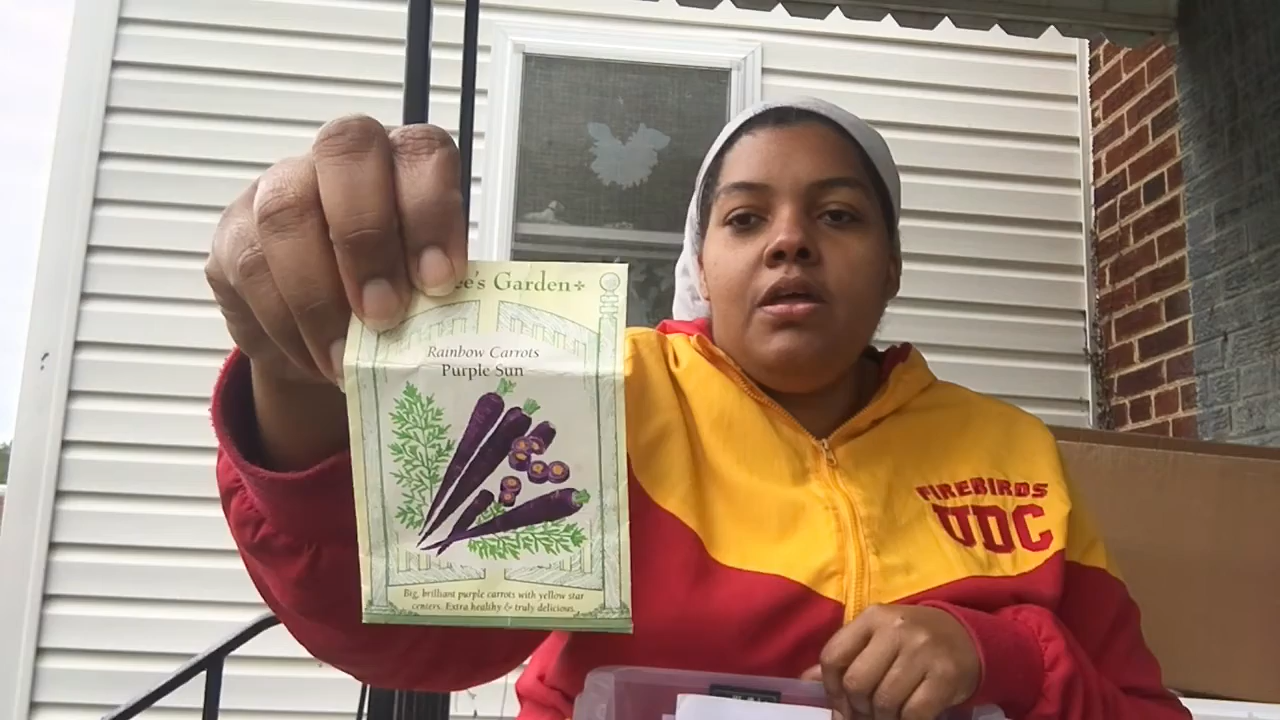 ee's Garden
Rainbow Carrots
Purple Sun
Big, brilliant purple carrots with yellow star
centers. Extra healthy & truly delicious.
FIREBIRDS
UDC